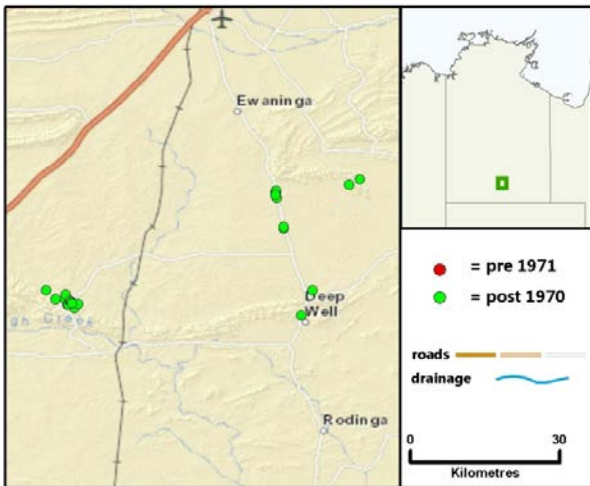 Ewaninga
Deep
Well
Rodinga
= pre 1971
= post 1970
roads
drainage
0
30
Kilometres